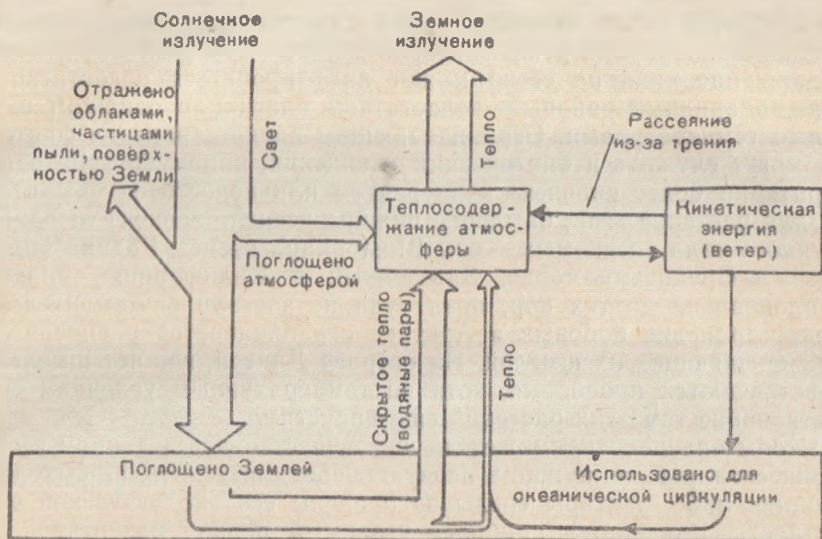 Солнечное
излучение
Земное
излучение
Отражено
облаками,
частицами
пыли, поверх-
ностью Земли
Свет
Тепло
Рассеяние
из-за трения
Теплосодер-
жание атмос-
феры
Кинетическая
энергия
(ветер)
Поглощено
атмосферой
Скрытое тепло
(водяные пары)
Тепло
Поглощено Землей
Использовано для
океанической циркуляции